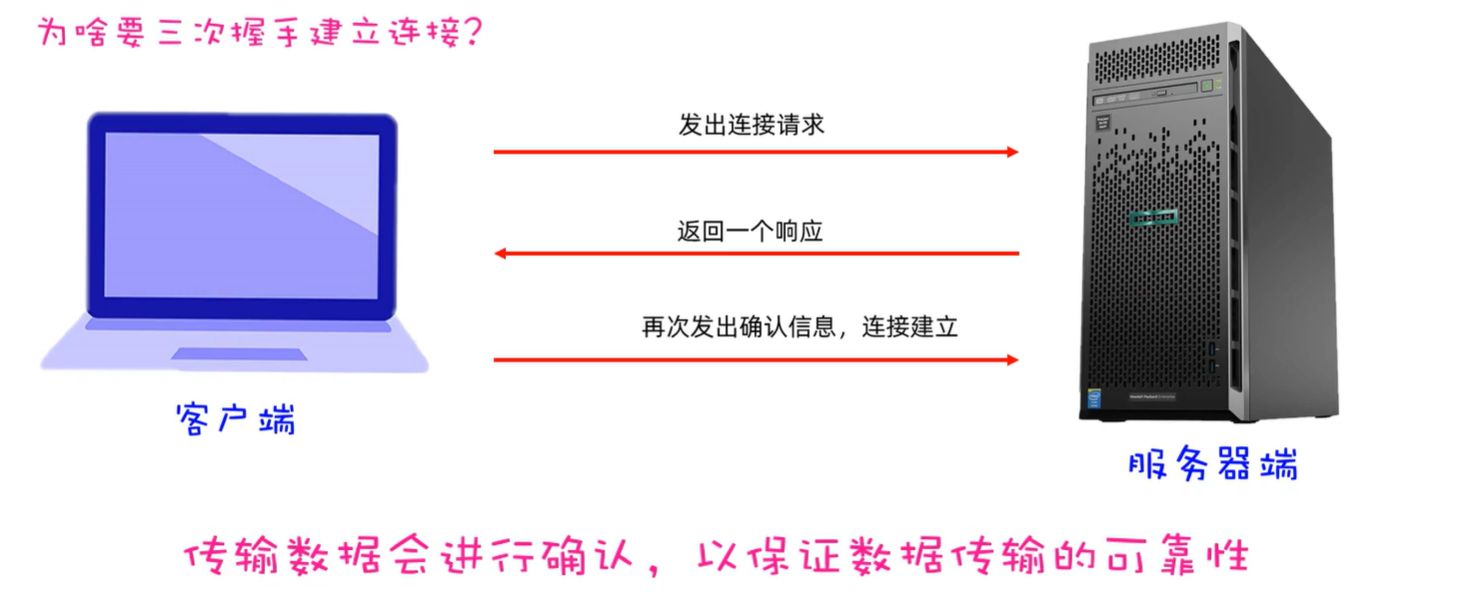 为啥要三次握手建立连接?
发出连接请求
返回一个响应
再次发出确认信息，连接建立
客户端
服务器端
传输数据会进行确认，以保证数据传输的可靠性